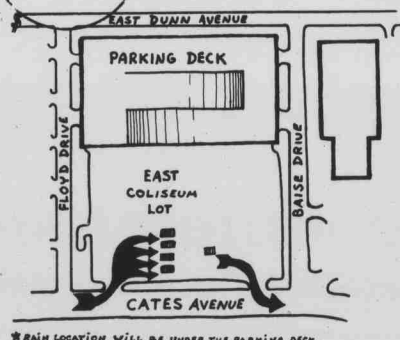 EAST DUNN AVENUE
PARKING DECK
FLOYD DRIVE
BAISE DRIVE
EAST
COLISEUM
LOT
CATES AVENUE
*RAIN LOCATION WILL BE UNDER THE PARKING DECK